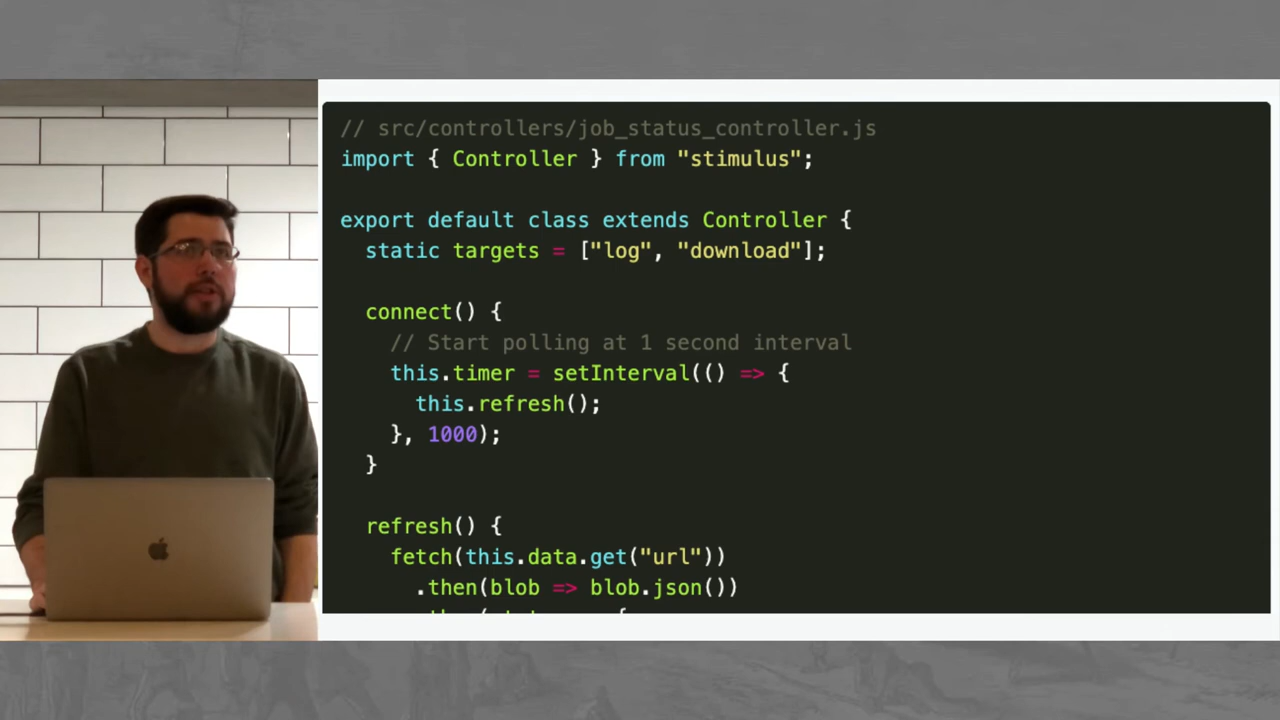 // src/controllers/job_status_controller.js
import { Controller } from "stimulus";
export default class extends Controller {
static targets = ["log", "download"];
connect() {
// Start polling at 1 second interval
this.timer = setInterval(() => {
this.refresh();
}, 1000);
}
refresh() {
fetch(this.data.get("url"))
.then(blob => blob.json())